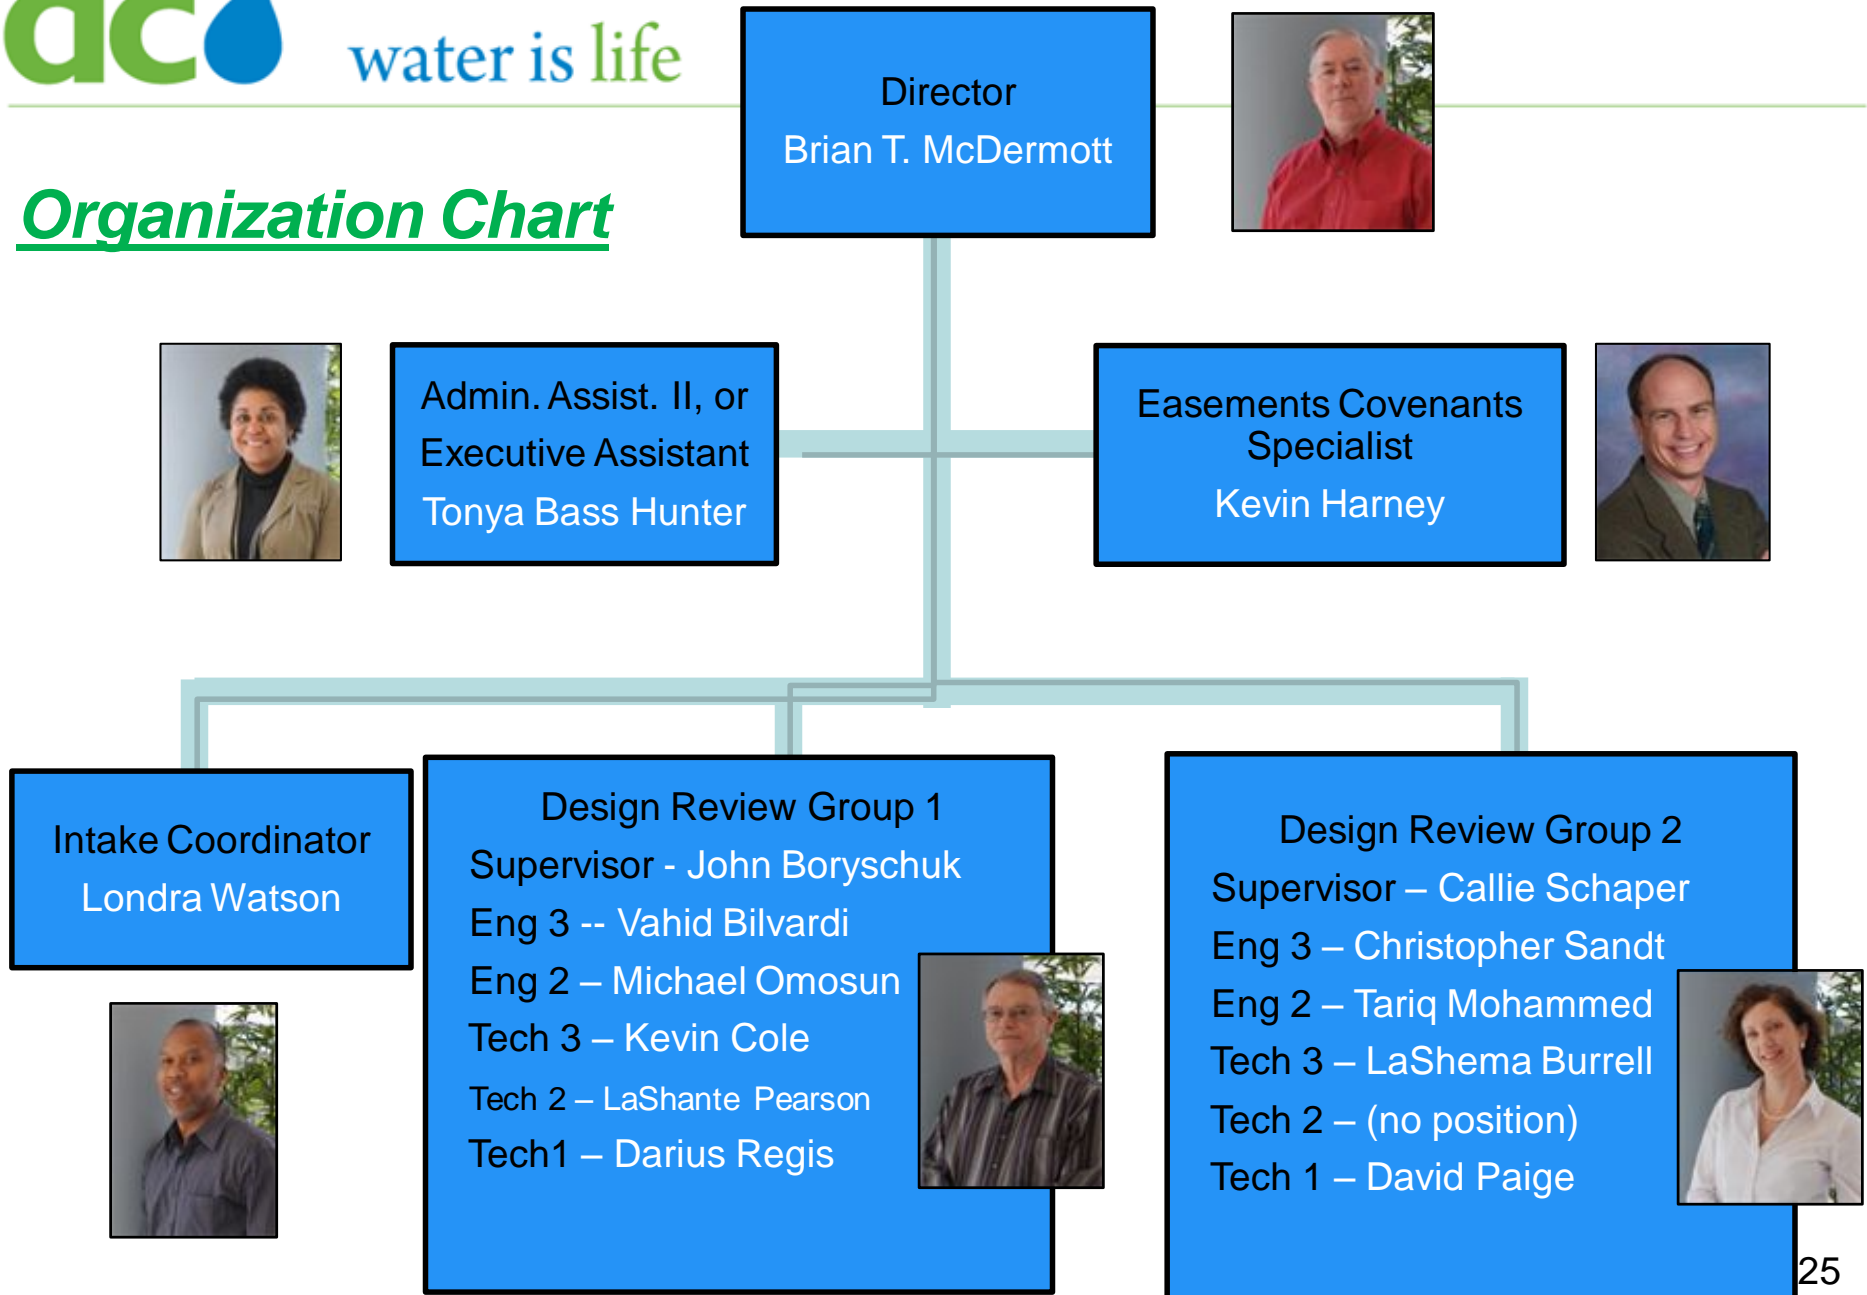 water is life
Director
Brian T. McDermott
Organization Chart
Admin. Assist. II, or
Executive Assistant
Tonya Bass Hunter
Easements Covenants
Specialist
Kevin Harney
Intake Coordinator
Londra Watson
Design Review Group 1
Supervisor - John Boryschuk
Eng 3 -- Vahid Bilvardi
Eng 2 – Michael Omosun
Tech 3 – Kevin Cole
Tech 2 – LaShante Pearson
Tech1 – Darius Regis
Design Review Group 2
Supervisor – Callie Schaper
Eng 3 – Christopher Sandt
Eng 2 – Tariq Mohammed
Tech 3 – LaShema Burrell
Tech 2 – (no position)
Tech 1 – David Paige
25